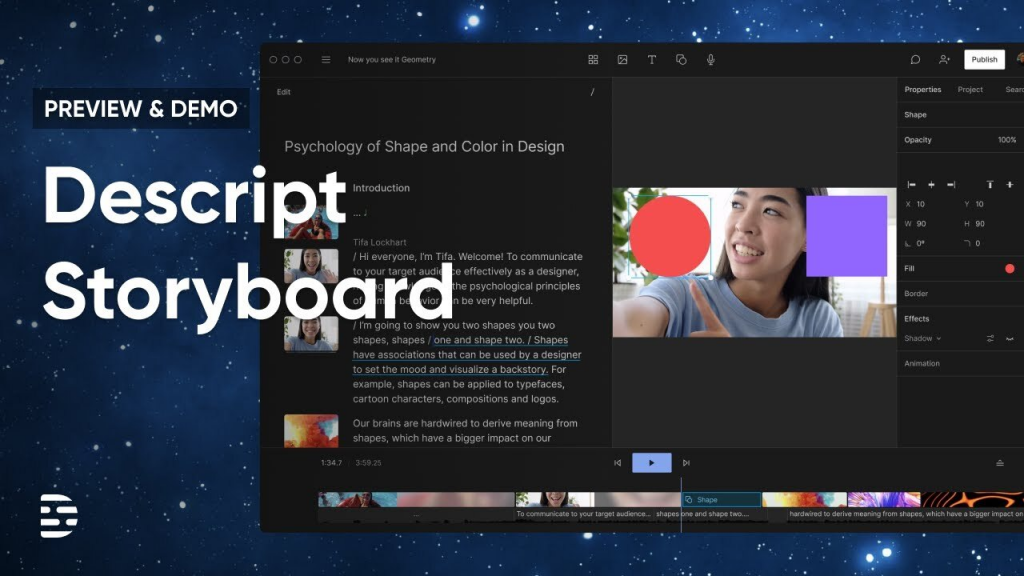 Now you see it Geometry
Publish
PREVIEW & DEMO
Descript
Storyboard
Edit
/
Psychology of Shape and Color in Design
Introduction
...
Tifa Lockhart
/ Hi everyone, I'm Tifa. Welcome! To communicate
to your target audience effectively as a designer,
the psychological principles
of can be very helpful.
/ I'm going to show you two shapes you two
shapes, shapes / one and shape two. / Shapes
have associations that can be used by a designer
to set the mood and visualize a backstory. For
example, shapes can be applied to typefaces,
cartoon characters, compositions and logos.
Our brains are hardwired to derive meaning from
shapes, which have a bigger impact on our
Properties Project Searc
Shape
Opacity 100%
X 10 Y 10
W 90 H 90
0° 0
Fill
Border
Effects
Shadow
Animation
1:34.7 / 3:59.25
Shape
... To communicate to your target audience... shapes one and shape two.... hardwired to derive meaning from shapes, which have a bigger impact on